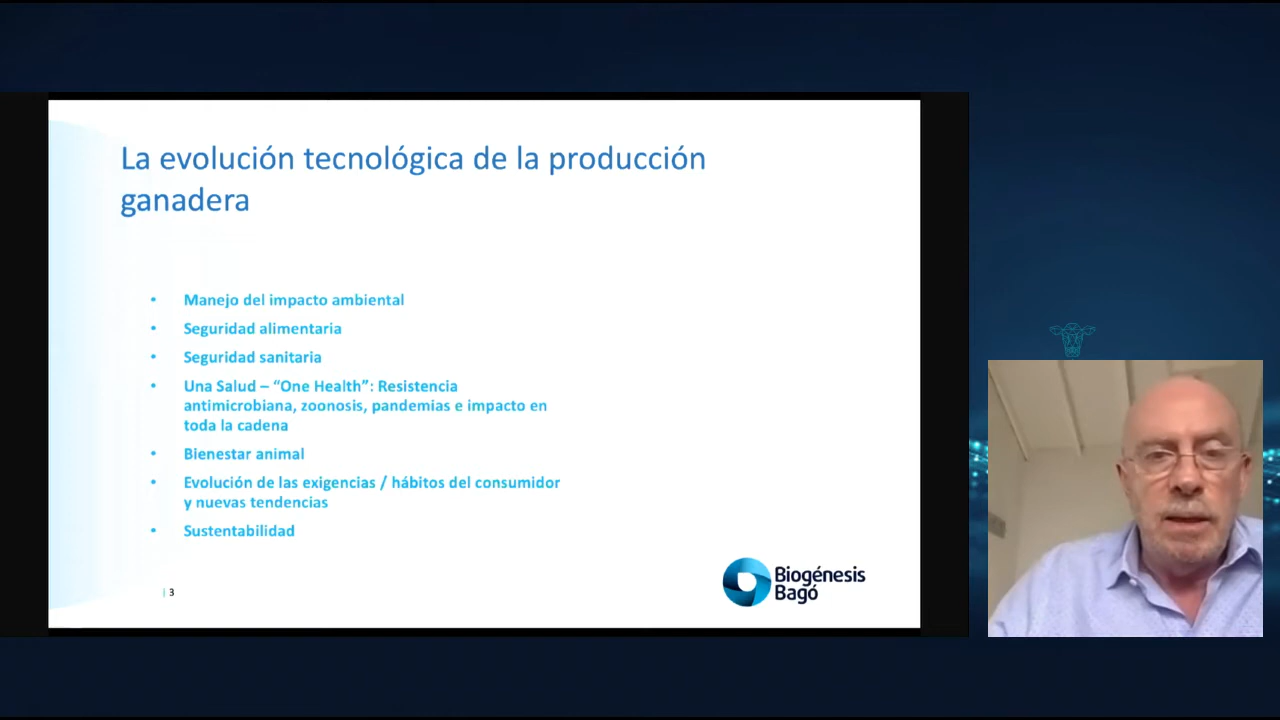 La evolución tecnológica de la producción
ganadera
• Manejo del impacto ambiental
• Seguridad alimentaria
• Seguridad sanitaria
• Una Salud – “One Health”: Resistencia
antimicrobiana, zoonosis, pandemias e impacto en
toda la cadena
• Bienestar animal
• Evolución de las exigencias / hábitos del consumidor
y nuevas tendencias
• Sustentabilidad
| 3
Biogénesis
Bagó